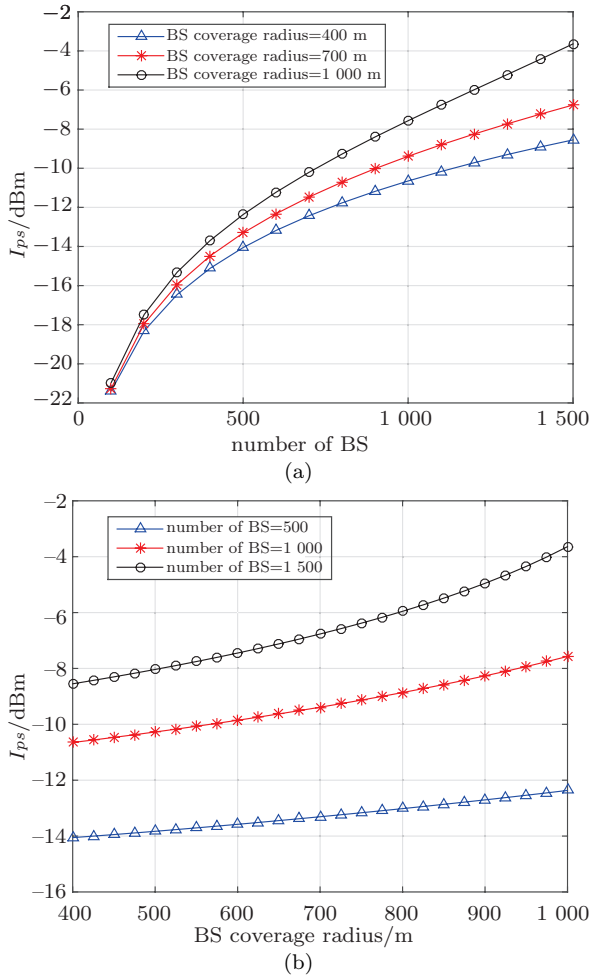 −2
−4
−6
−8
−10
−12
−14
−16
−18
−20
−22
I_ps/dBm
BS coverage radius=400 m
BS coverage radius=700 m
BS coverage radius=1 000 m
0 500 1 000 1 500
number of BS
(a)
−2
−4
−6
−8
−10
−12
−14
−16
I_ps/dBm
number of BS=500
number of BS=1 000
number of BS=1 500
400 500 600 700 800 900 1 000
BS coverage radius/m
(b)